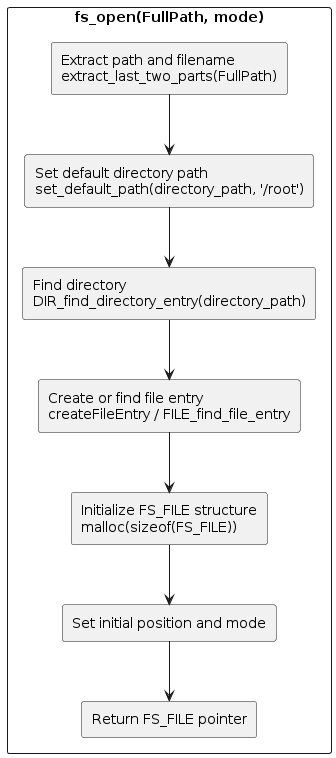 fs_open(FullPath, mode)
Extract path and filename
extract_last_two_parts(FullPath)
Set default directory path
set_default_path(directory_path, '/root')
Find directory
DIR_find_directory_entry(directory_path)
Create or find file entry
createFileEntry / FILE_find_file_entry
Initialize FS_FILE structure
malloc(sizeof(FS_FILE))
Set initial position and mode
Return FS_FILE pointer